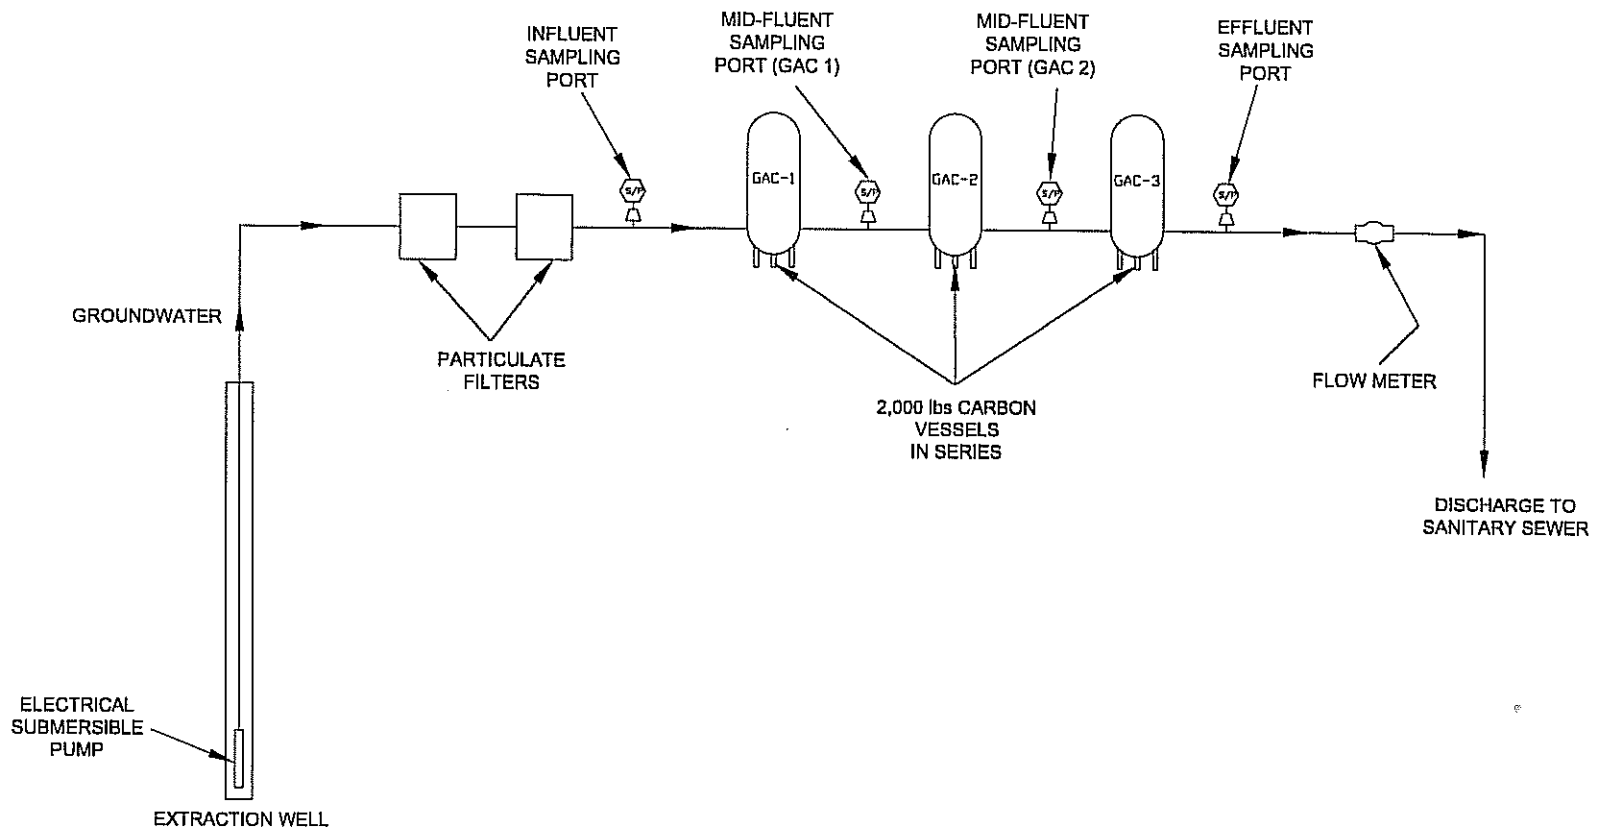 INFLUENT
SAMPLING
PORT
MID-FLUENT
SAMPLING
PORT (GAC 1)
MID-FLUENT
SAMPLING
PORT (GAC 2)
EFFLUENT
SAMPLING
PORT
S/P
S/P
S/P
S/P
GAC-1
GAC-2
GAC-3
GROUNDWATER
PARTICULATE
FILTERS
2,000 lbs CARBON
VESSELS
IN SERIES
FLOW METER
DISCHARGE TO
SANITARY SEWER
ELECTRICAL
SUBMERSIBLE
PUMP
EXTRACTION WELL